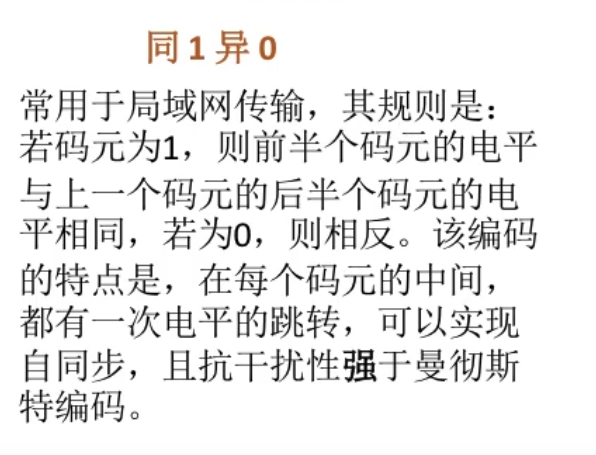 同 1 异 0
常用于局域网传输，其规则是：
若码元为1，则前半个码元的电平
与上一个码元的后半个码元的电
平相同，若为0，则相反。该编码
的特点是，在每个码元的中间，
都有一次电平的跳转，可以实现
自同步，且抗干扰性强于曼彻斯
特编码。